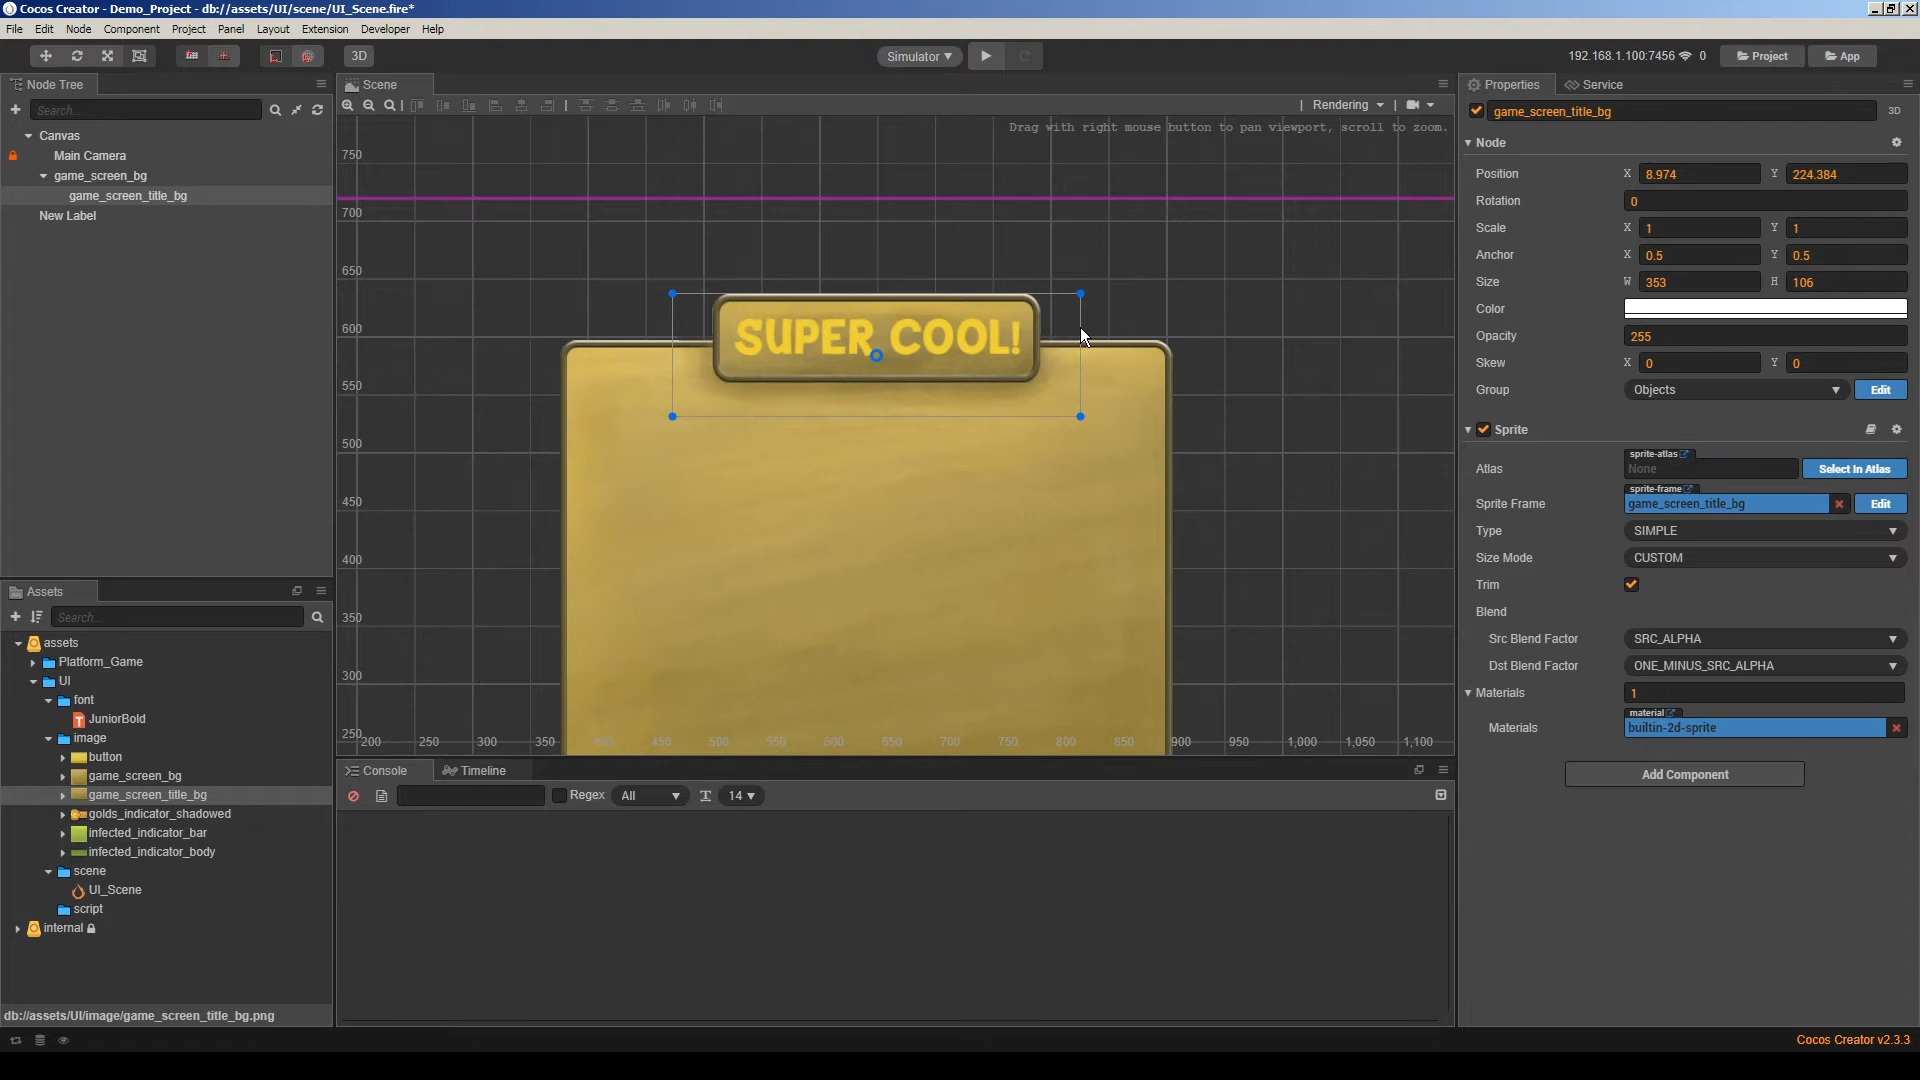 Cocos Creator - Demo_Project - db://assets/UI/scene/UI_Scene.fire*
File Edit Node Component Project Panel Layout Extension Developer Help
3D Simulator 192.168.1.100:7456 0 Project App
Node Tree
Search...
Canvas
Main Camera
game_screen_bg
game_screen_title_bg
New Label
Scene
Rendering
Drag with right mouse button to pan viewport, scroll to zoom.
750
700
650
600
550
500
450
400
350
300
250
SUPER COOL!
200 250 300 350 400 450 500 550 600 650 700 750 800 850 900 950 1,000 1,050 1,100
Assets
Search...
assets
Platform_Game
UI
font
JuniorBold
image
button
game_screen_bg
game_screen_title_bg
golds_indicator_shadowed
infected_indicator_bar
infected_indicator_body
scene
UI_Scene
script
internal
db://assets/UI/image/game_screen_title_bg.png
Console Timeline
Regex All 14
Properties Service
game_screen_title_bg 3D
Node
Position X 8.974 Y 224.384
Rotation 0
Scale X 1 Y 1
Anchor X 0.5 Y 0.5
Size W 353 H 106
Color
Opacity 255
Skew X 0 Y 0
Group Objects Edit
Sprite
sprite-atlas
Atlas None Select In Atlas
sprite-frame
Sprite Frame game_screen_title_bg Edit
Type SIMPLE
Size Mode CUSTOM
Trim
Blend
Src Blend Factor SRC_ALPHA
Dst Blend Factor ONE_MINUS_SRC_ALPHA
Materials 1
material
Materials builtin-2d-sprite
Add Component
Cocos Creator v2.3.3